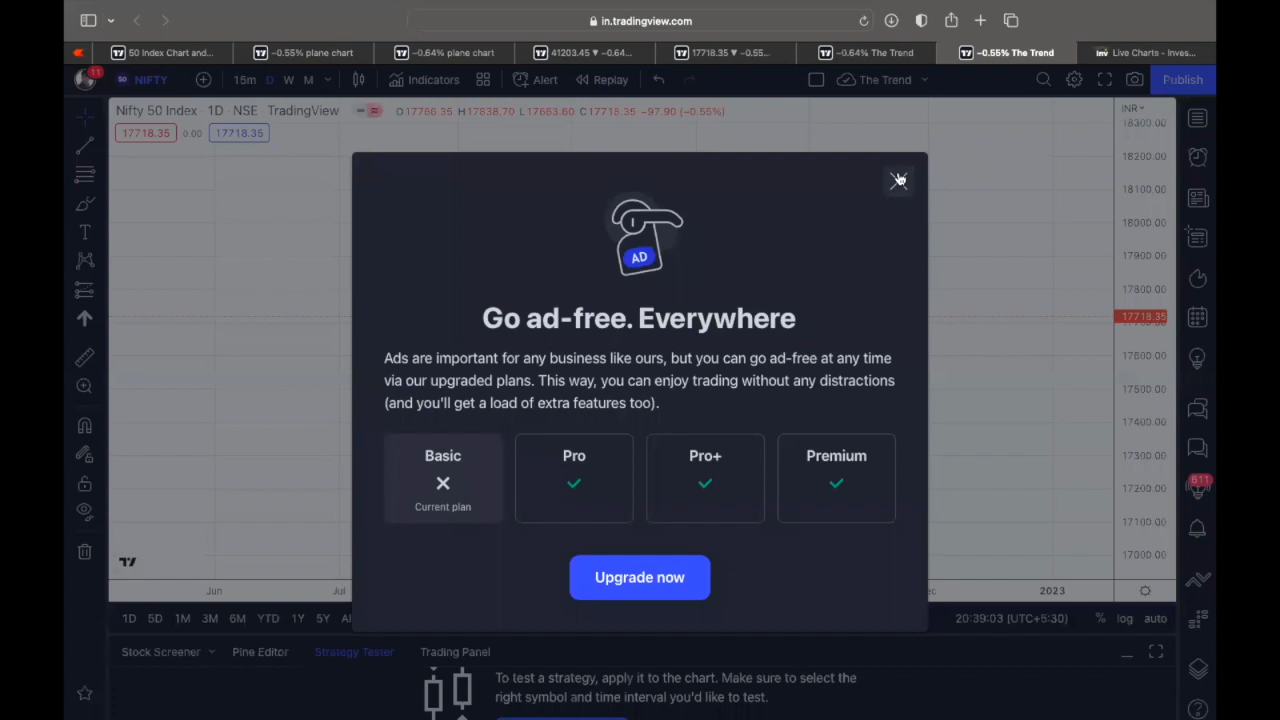 in.tradingview.com
50 Index Chart and...
-0.55% plane chart
-0.64% plane chart
41203.45 ▼ -0.64...
17718.35 ▼ -0.55...
-0.64% The Trend
-0.55% The Trend
Live Charts - Inves...
11
50
NIFTY
15m
D
W
M
Indicators
Alert
Replay
The Trend
Publish
Nifty 50 Index 1D NSE TradingView
O17766.35 H17838.70 L17663.60 C17718.35 -97.90 (-0.55%)
INR
17718.35
0.00
17718.35
18300.00
18200.00
18100.00
18000.00
17900.00
17800.00
17718.35
17600.00
17500.00
17400.00
17300.00
17200.00
17100.00
17000.00
611
AD
Go ad-free. Everywhere
Ads are important for any business like ours, but you can go ad-free at any time
via our upgraded plans. This way, you can enjoy trading without any distractions
(and you'll get a load of extra features too).
Basic
Current plan
Pro
Pro+
Premium
Upgrade now
Jun
Jul
ec
2023
1D 5D 1M 3M 6M YTD 1Y 5Y Al
20:39:03 (UTC+5:30)
%
log
auto
Stock Screener
Pine Editor
Strategy Tester
Trading Panel
To test a strategy, apply it to the chart. Make sure to select the
right symbol and time interval you'd like to test.